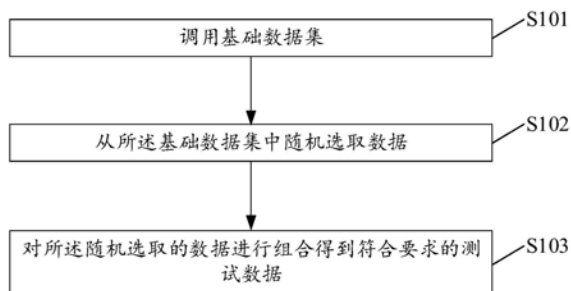 调用基础数据集
S101
从所述基础数据集中随机选取数据
S102
对所述随机选取的数据进行组合得到符合要求的测
试数据
S103